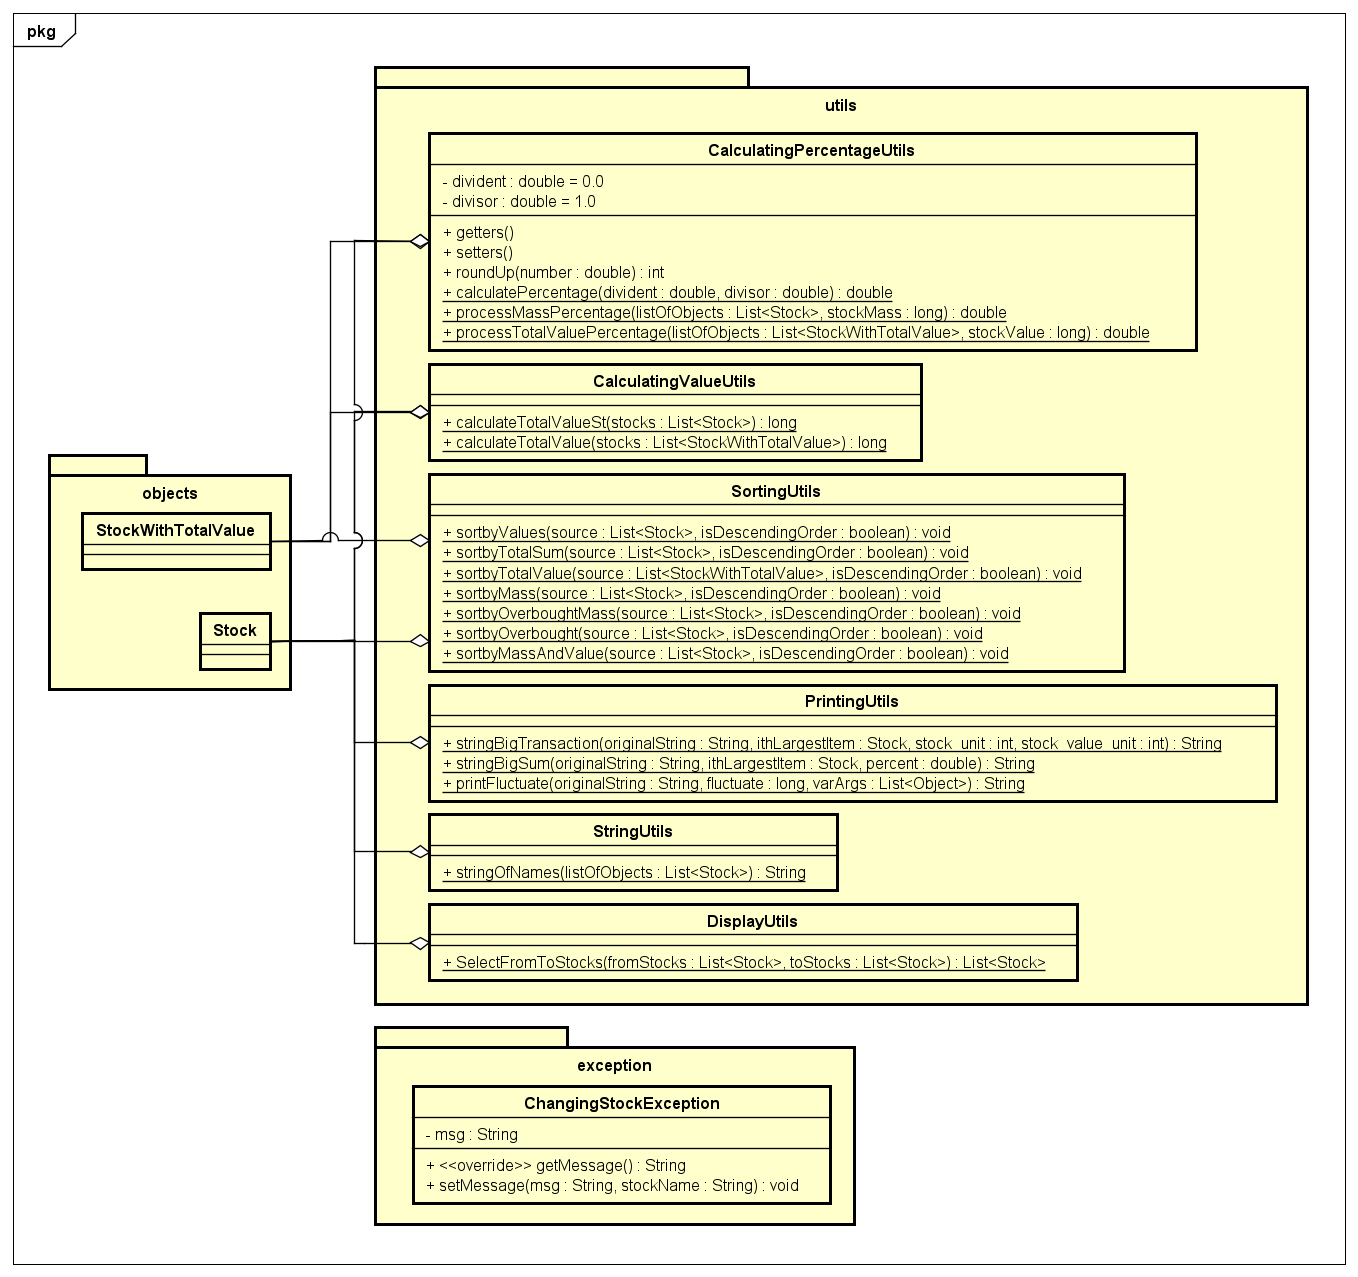 pkg
utils
CalculatingPercentageUtils
- divident : double = 0.0
- divisor : double = 1.0
+ getters()
+ setters()
+ roundUp(number : double) : int
+ calculatePercentage(divident : double, divisor : double) : double
+ processMassPercentage(listOfObjects : List<Stock>, stockMass : long) : double
+ processTotalValuePercentage(listOfObjects : List<StockWithTotalValue>, stockValue : long) : double
CalculatingValueUtils
+ calculateTotalValueSt(stocks : List<Stock>) : long
+ calculateTotalValue(stocks : List<StockWithTotalValue>) : long
objects
StockWithTotalValue
Stock
SortingUtils
+ sortbyValues(source : List<Stock>, isDescendingOrder : boolean) : void
+ sortbyTotalSum(source : List<Stock>, isDescendingOrder : boolean) : void
+ sortbyTotalValue(source : List<StockWithTotalValue>, isDescendingOrder : boolean) : void
+ sortbyMass(source : List<Stock>, isDescendingOrder : boolean) : void
+ sortbyOverboughtMass(source : List<Stock>, isDescendingOrder : boolean) : void
+ sortbyOverbought(source : List<Stock>, isDescendingOrder : boolean) : void
+ sortbyMassAndValue(source : List<Stock>, isDescendingOrder : boolean) : void
PrintingUtils
+ stringBigTransaction(originalString : String, ithLargestItem : Stock, stock_unit : int, stock_value_unit : int) : String
+ stringBigSum(originalString : String, ithLargestItem : Stock, percent : double) : String
+ printFluctuate(originalString : String, fluctuate : long, varArgs : List<Object>) : String
StringUtils
+ stringOfNames(listOfObjects : List<Stock>) : String
DisplayUtils
+ SelectFromToStocks(fromStocks : List<Stock>, toStocks : List<Stock>) : List<Stock>
exception
ChangingStockException
- msg : String
+ <<override>> getMessage() : String
+ setMessage(msg : String, stockName : String) : void